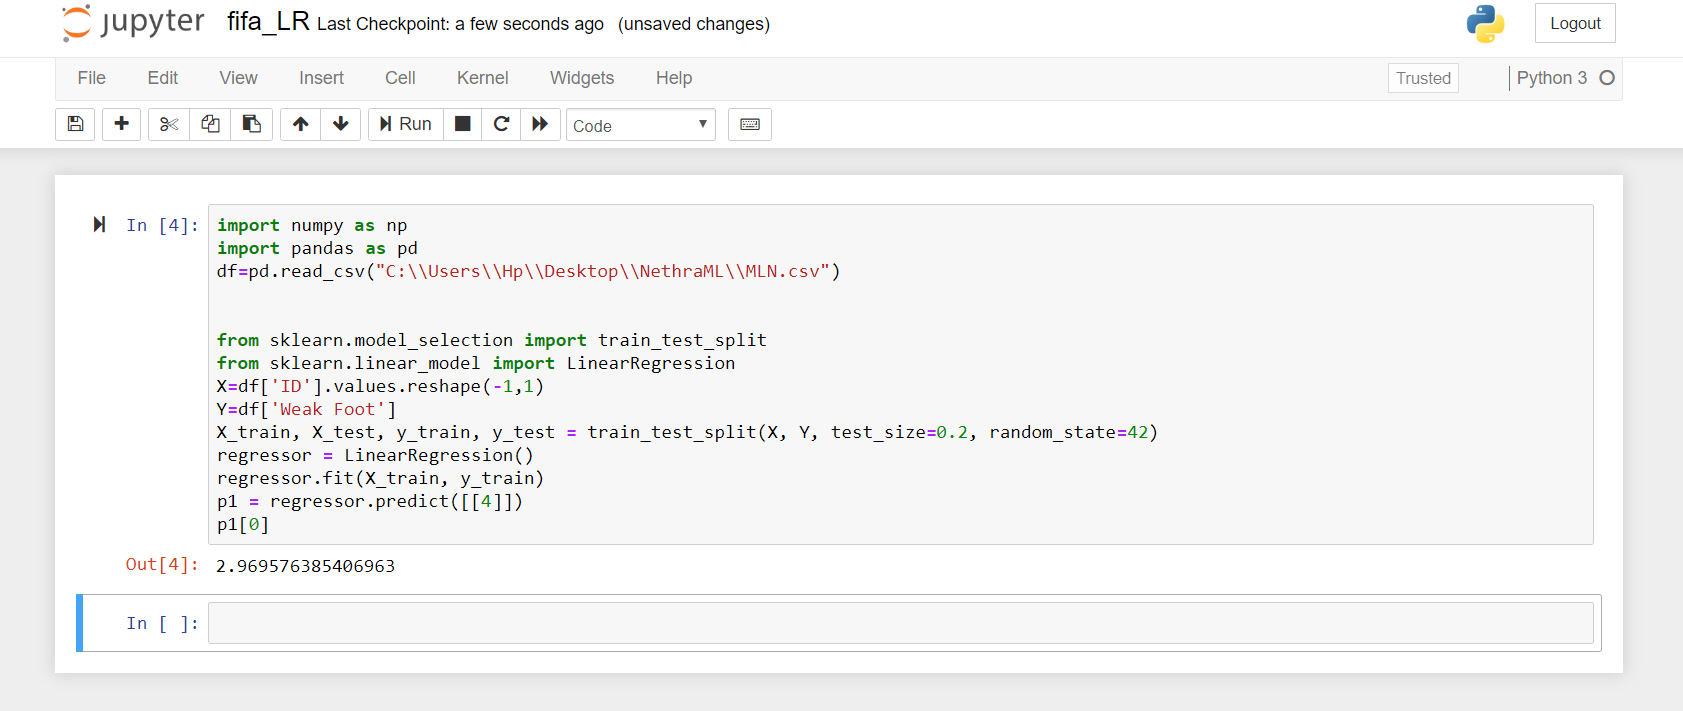 jupyter fifa_LR Last Checkpoint: a few seconds ago (unsaved changes)
Logout
File Edit View Insert Cell Kernel Widgets Help
Trusted
Python 3
Run
Code
In [4]:
import numpy as np
import pandas as pd
df=pd.read_csv("C:\\Users\\Hp\\Desktop\\NethraML\\MLN.csv")
from sklearn.model_selection import train_test_split
from sklearn.linear_model import LinearRegression
X=df['ID'].values.reshape(-1,1)
Y=df['Weak Foot']
X_train, X_test, y_train, y_test = train_test_split(X, Y, test_size=0.2, random_state=42)
regressor = LinearRegression()
regressor.fit(X_train, y_train)
p1 = regressor.predict([[4]])
p1[0]
Out[4]: 2.969576385406963
In [ ]: